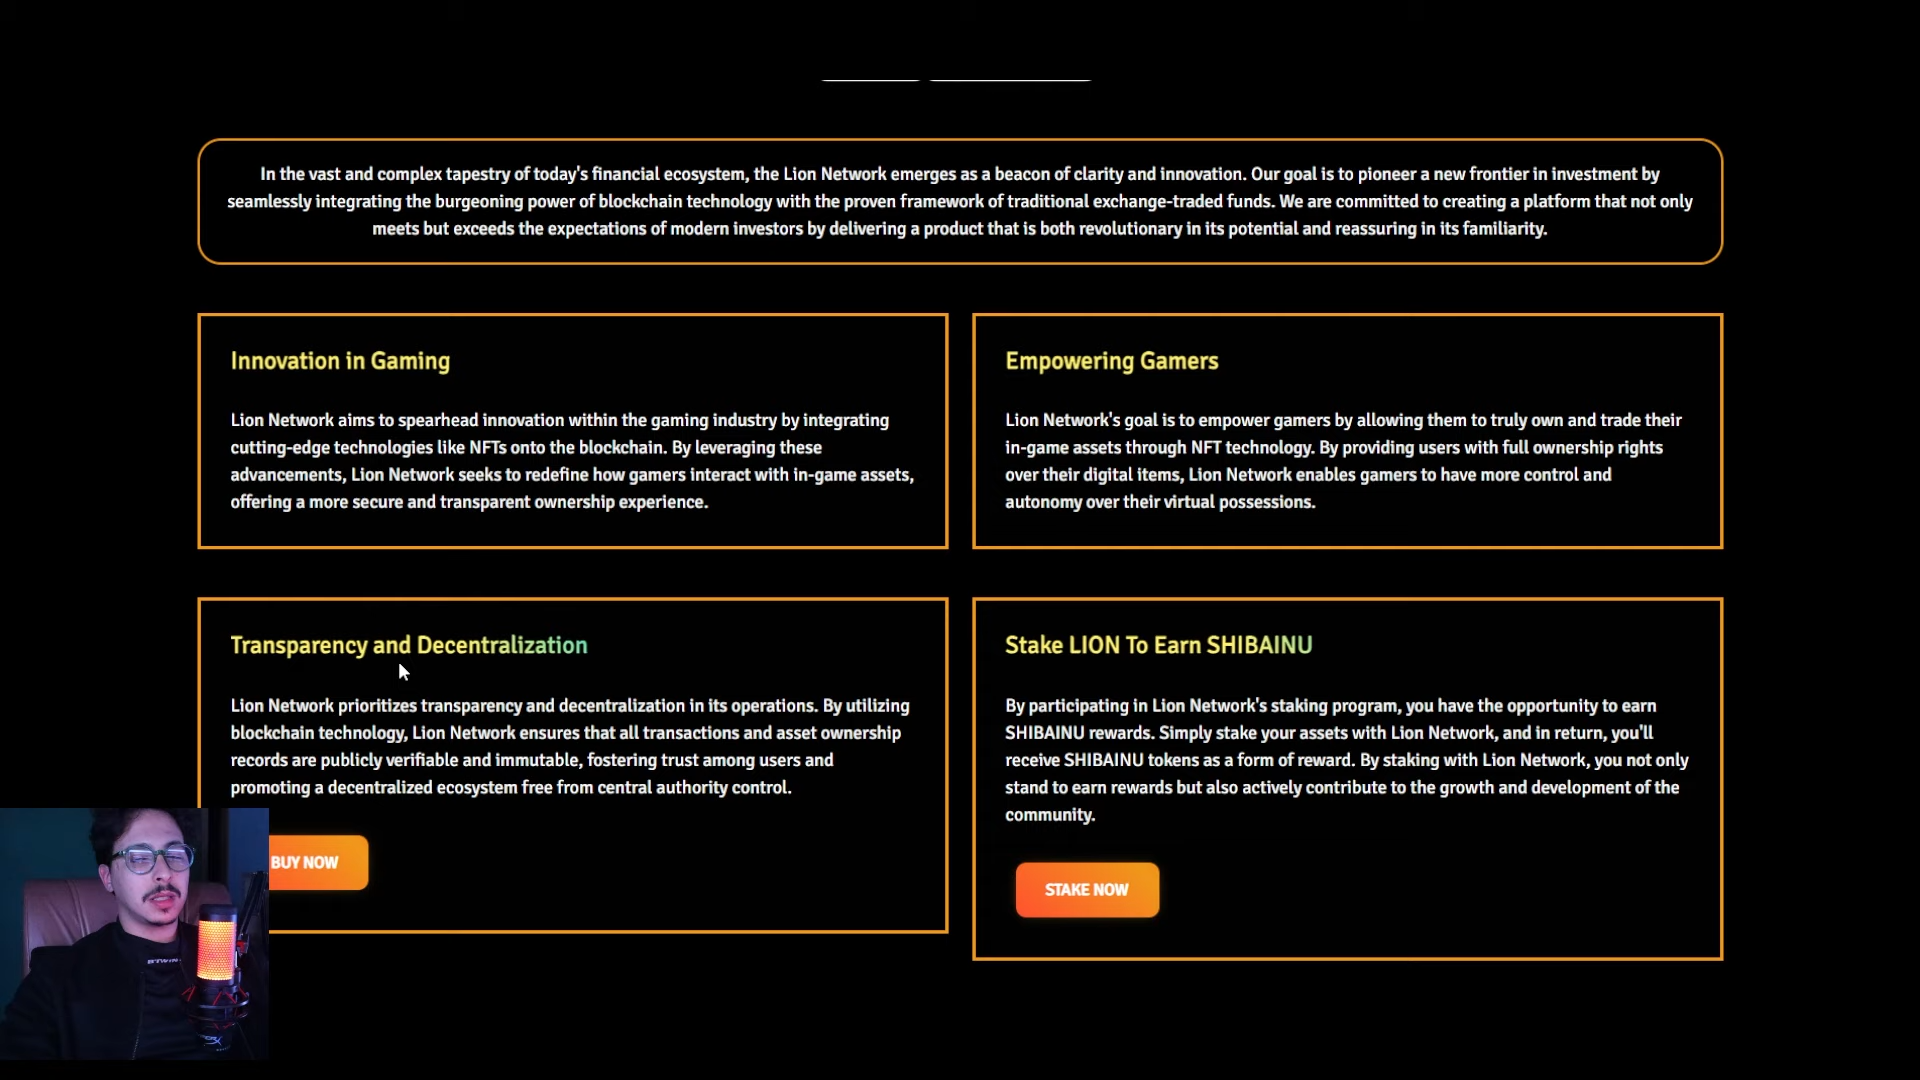 In the vast and complex tapestry of today's financial ecosystem, the Lion Network emerges as a beacon of clarity and innovation. Our goal is to pioneer a new frontier in investment by
seamlessly integrating the burgeoning power of blockchain technology with the proven framework of traditional exchange-traded funds. We are committed to creating a platform that not only
meets but exceeds the expectations of modern investors by delivering a product that is both revolutionary in its potential and reassuring in its familiarity.
Innovation in Gaming
Lion Network aims to spearhead innovation within the gaming industry by integrating
cutting-edge technologies like NFTs onto the blockchain. By leveraging these
advancements, Lion Network seeks to redefine how gamers interact with in-game assets,
offering a more secure and transparent ownership experience.
Empowering Gamers
Lion Network's goal is to empower gamers by allowing them to truly own and trade their
in-game assets through NFT technology. By providing users with full ownership rights
over their digital items, Lion Network enables gamers to have more control and
autonomy over their virtual possessions.
Transparency and Decentralization
Lion Network prioritizes transparency and decentralization in its operations. By utilizing
blockchain technology, Lion Network ensures that all transactions and asset ownership
records are publicly verifiable and immutable, fostering trust among users and
promoting a decentralized ecosystem free from central authority control.
BUY NOW
Stake LION To Earn SHIBAINU
By participating in Lion Network's staking program, you have the opportunity to earn
SHIBAINU rewards. Simply stake your assets with Lion Network, and in return, you'll
receive SHIBAINU tokens as a form of reward. By staking with Lion Network, you not only
stand to earn rewards but also actively contribute to the growth and development of the
community.
STAKE NOW